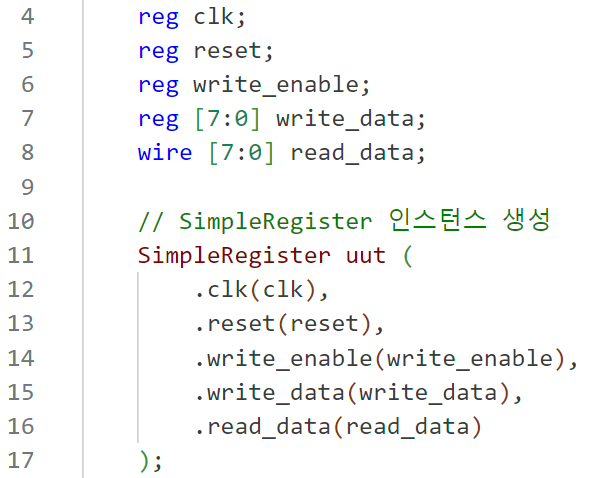 4 reg clk;
5 reg reset;
6 reg write_enable;
7 reg [7:0] write_data;
8 wire [7:0] read_data;
9
10 // SimpleRegister 인스턴스 생성
11 SimpleRegister uut (
12 .clk(clk),
13 .reset(reset),
14 .write_enable(write_enable),
15 .write_data(write_data),
16 .read_data(read_data)
17 );